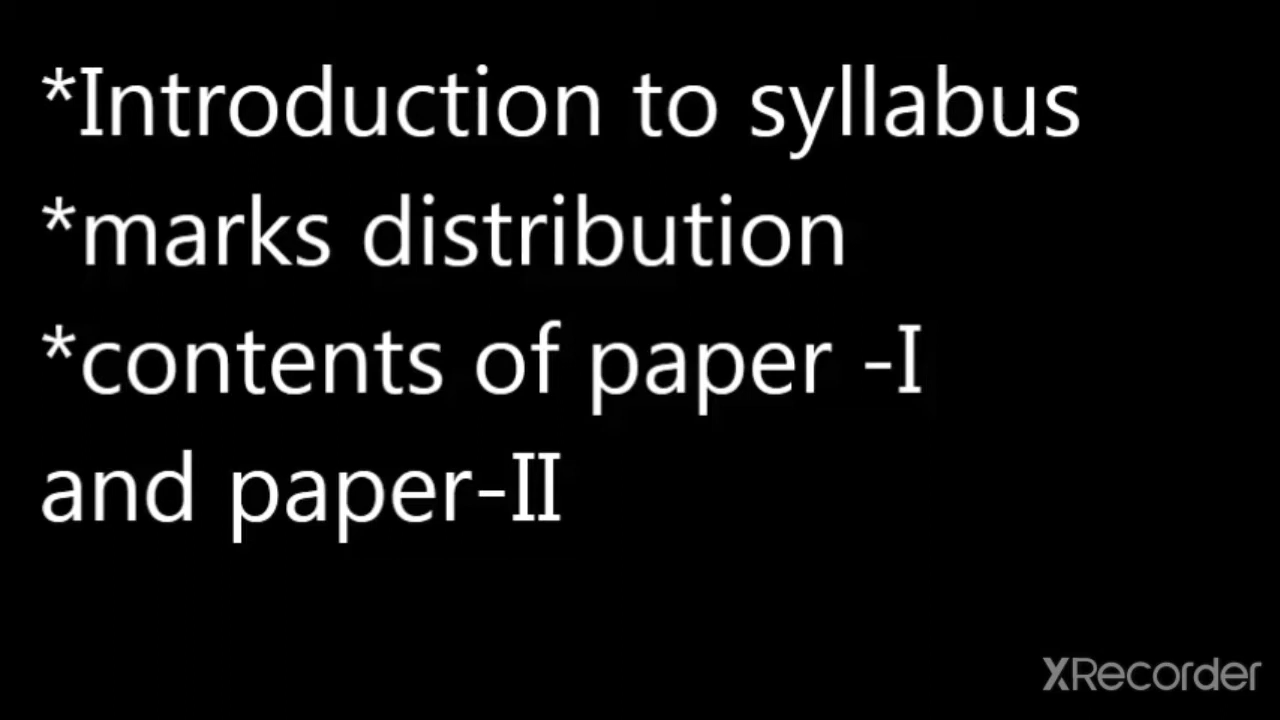 *Introduction to syllabus
*marks distribution
*contents of paper -I
and paper-II
XRecorder